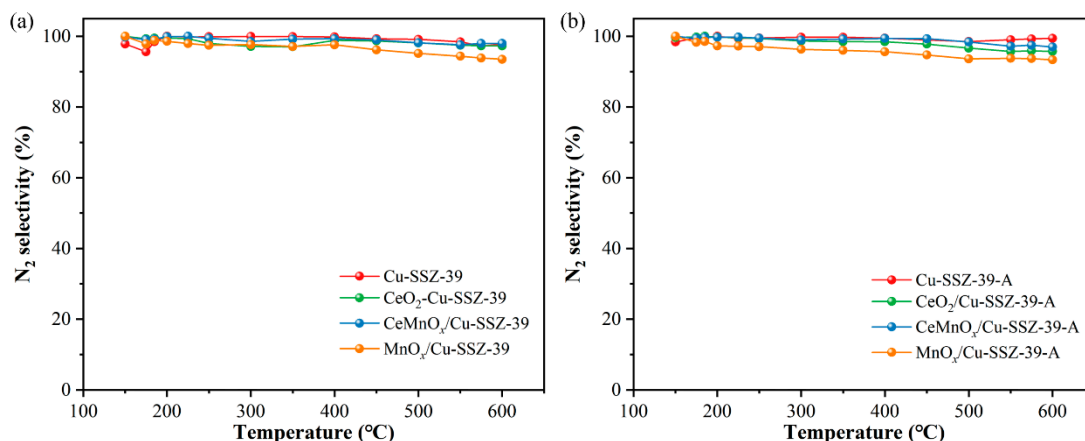 (a)
N₂ selectivity (%)
100
80
60
40
20
0
Cu-SSZ-39
CeO₂-Cu-SSZ-39
CeMnOₓ/Cu-SSZ-39
MnOₓ/Cu-SSZ-39
100 200 300 400 500 600
Temperature (°C)
(b)
N₂ selectivity (%)
100
80
60
40
20
0
Cu-SSZ-39-A
CeO₂/Cu-SSZ-39-A
CeMnOₓ/Cu-SSZ-39-A
MnOₓ/Cu-SSZ-39-A
100 200 300 400 500 600
Temperature (°C)